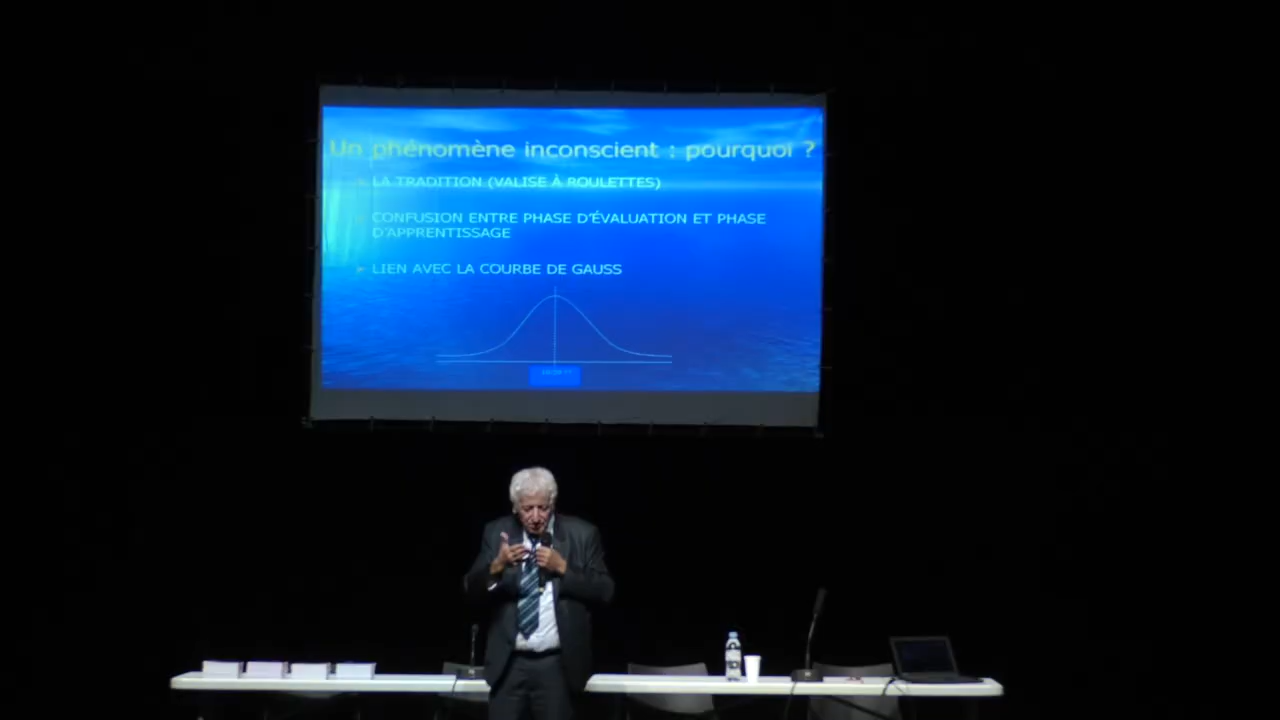 Un phénomène inconscient : pourquoi ?
LA TRADITION (VALISE À ROULETTES)
CONFUSION ENTRE PHASE D'ÉVALUATION ET PHASE
D'APPRENTISSAGE
LIEN AVEC LA COURBE DE GAUSS